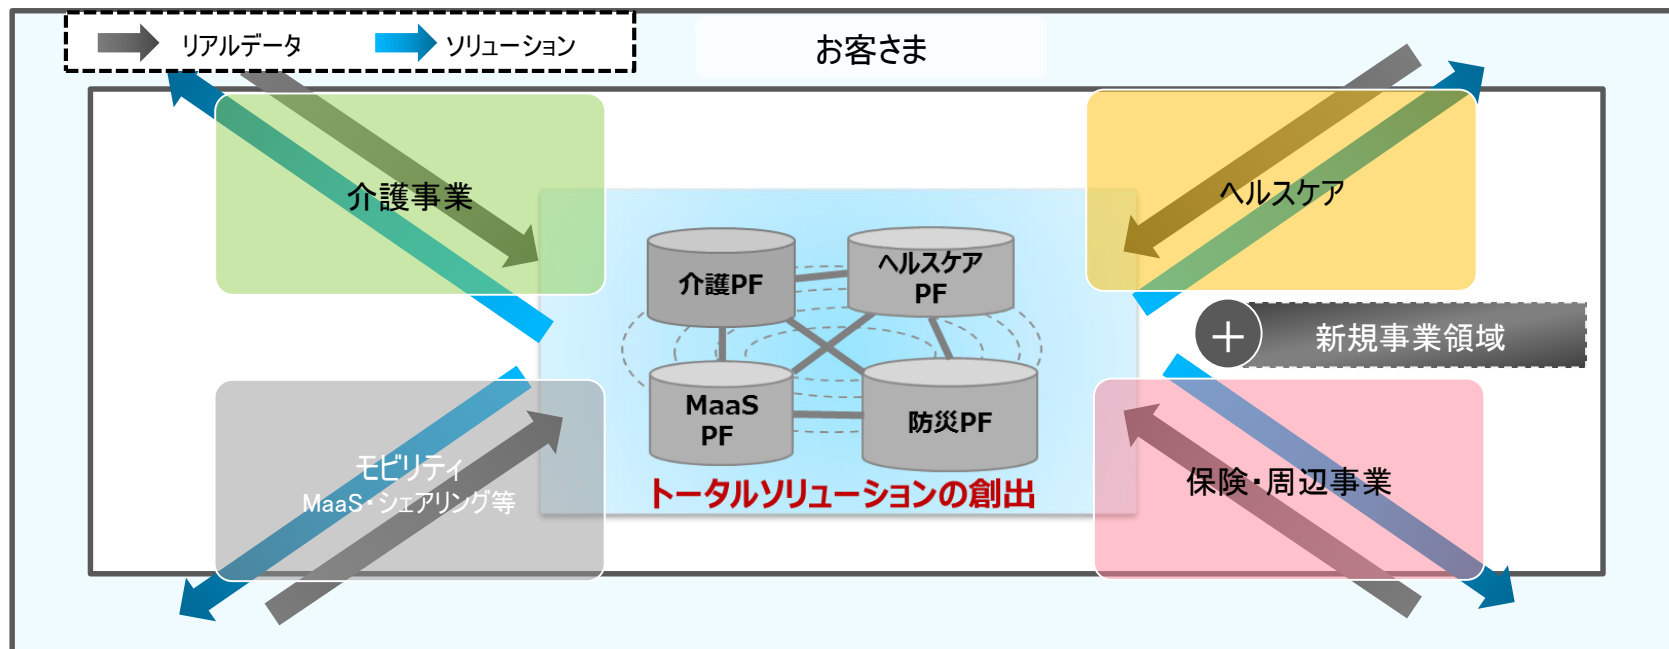 リアルデータ
ソリューション
お客さま
介護事業
ヘルスケア
介護PF
ヘルスケア
PF
新規事業領域
MaaS
PF
防災PF
モビリティ
MaaS・シェアリング等
トータルソリューションの創出
保険・周辺事業